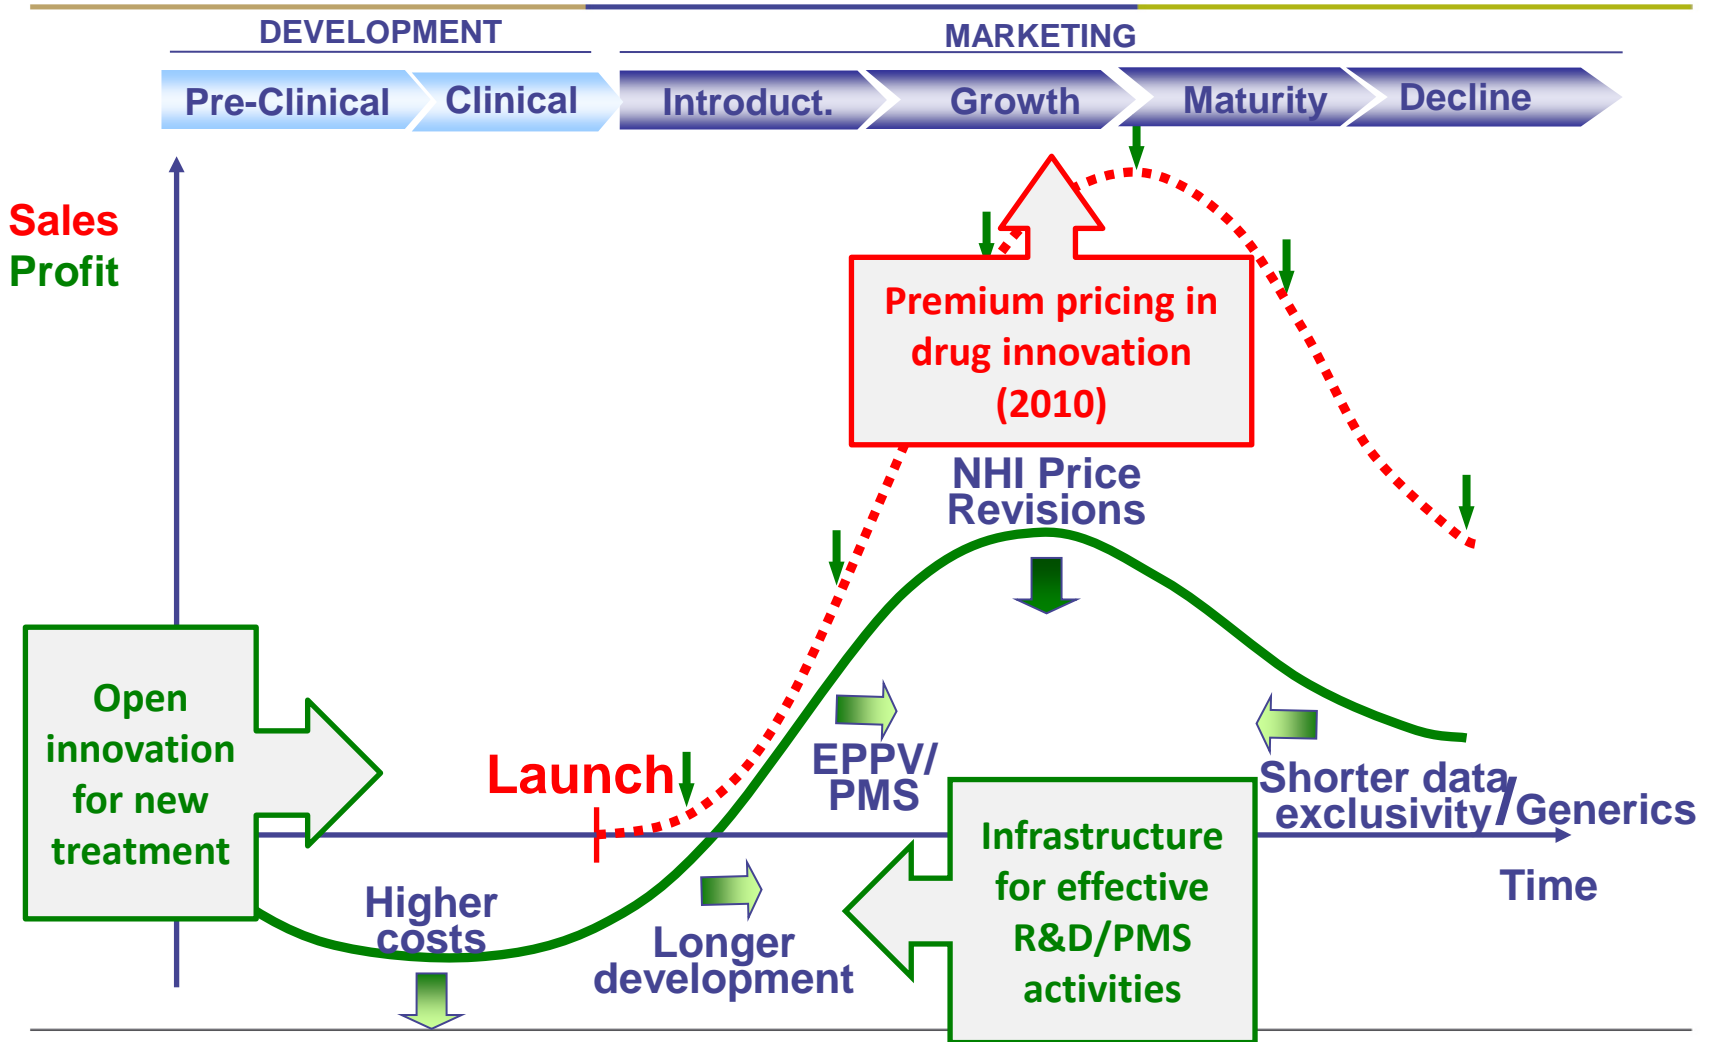 DEVELOPMENT
MARKETING
Pre-Clinical
Clinical
Introduct.
Growth
Maturity
Decline
Sales
Profit
Premium pricing in
drug innovation
(2010)
NHI Price
Revisions
Open
innovation
for new
treatment
Launch
EPPV/
PMS
Shorter data
exclusivity/Generics
Infrastructure
for effective
R&D/PMS
activities
Time
Higher
costs
Longer
development